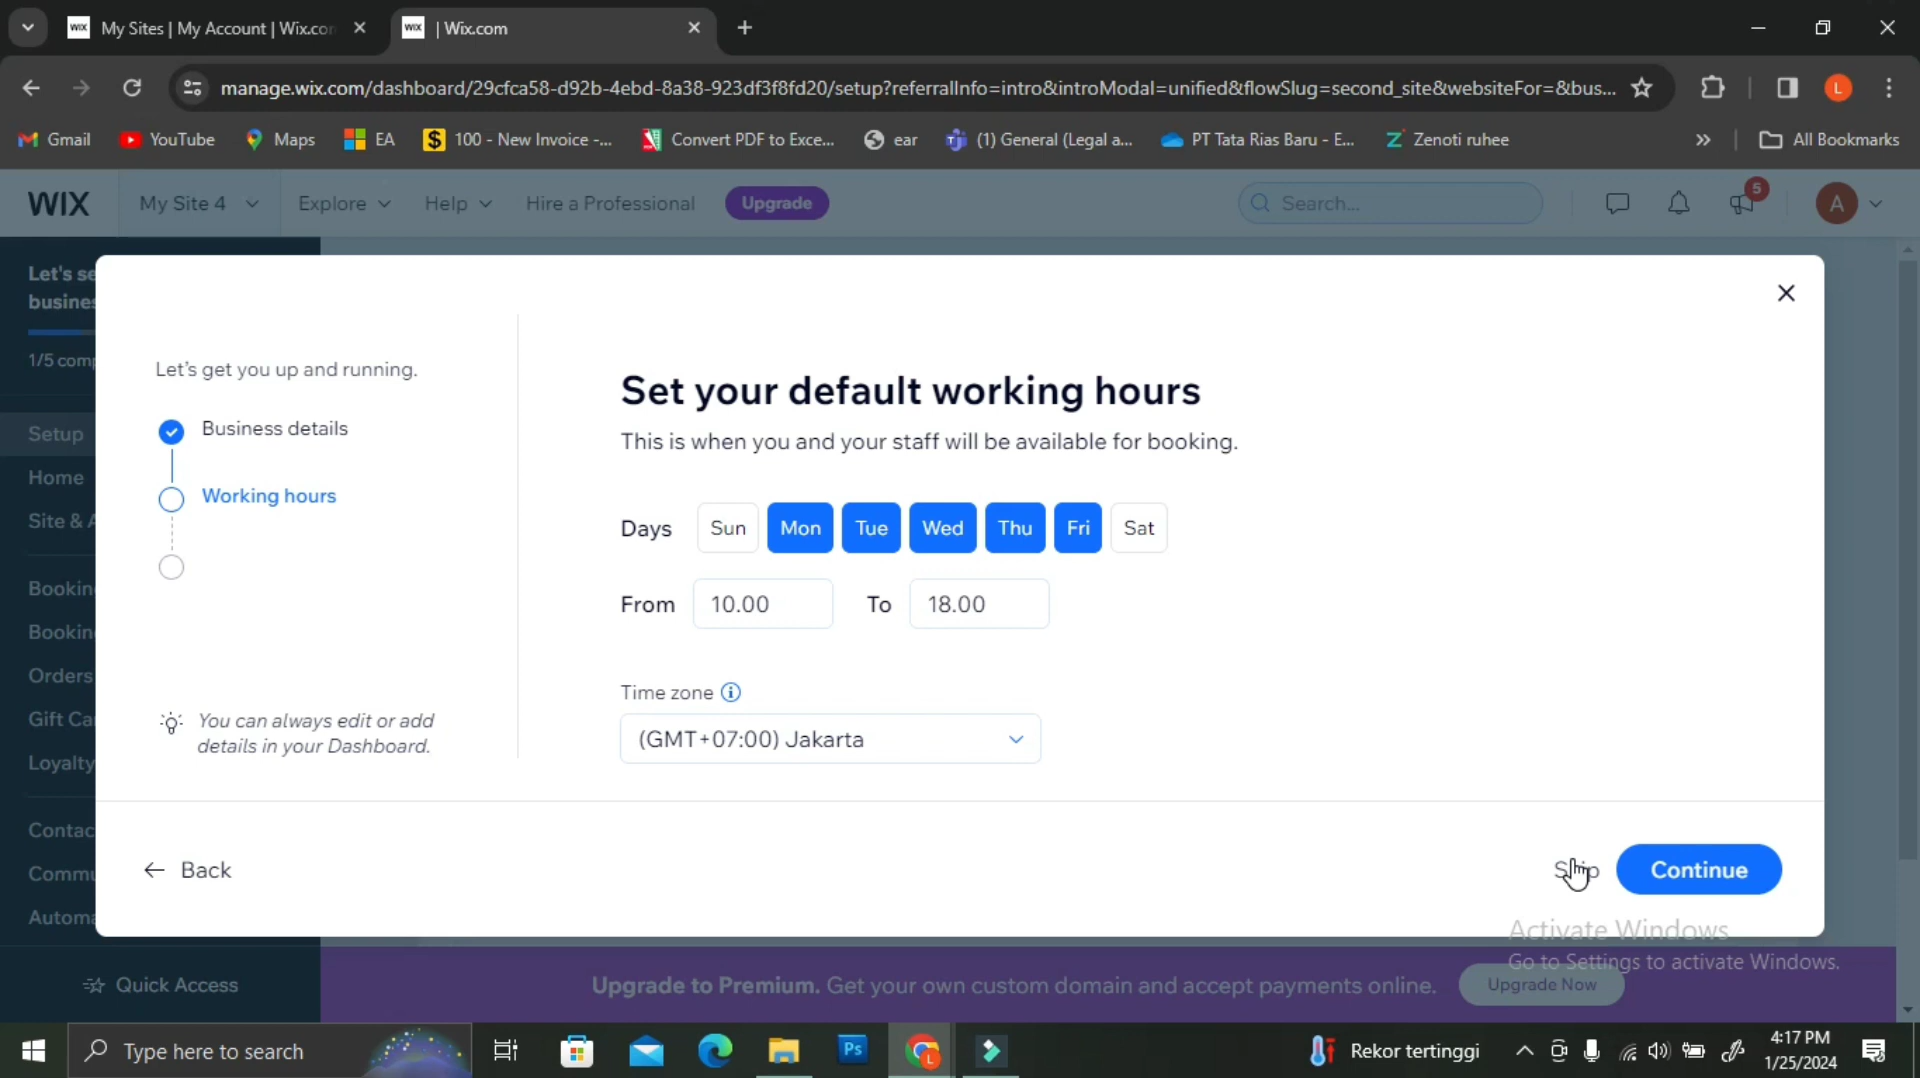 WIX My Sites | My Account | Wix.com
WIX | Wix.com
manage.wix.com/dashboard/29cfca58-d92b-4ebd-8a38-923df3f8fd20/setup?referralInfo=intro&introModal=unified&flowSlug=second_site&websiteFor=&bus...
L
Gmail YouTube Maps EA 100 - New Invoice -... Convert PDF to Exce... ear (1) General (Legal a... PT Tata Rias Baru - E... Zenoti ruhee » All Bookmarks
WIX My Site 4 Explore Help Hire a Professional Upgrade Search... 5 A
Let's se
busines
1/5 comp
Setup
Home
Site & A
Bookin
Bookin
Orders
Gift Ca
Loyalty
Contac
Commu
Automa
Quick Access
Let's get you up and running.
Business details
Working hours
You can always edit or add
details in your Dashboard.
Set your default working hours
This is when you and your staff will be available for booking.
Days Sun Mon Tue Wed Thu Fri Sat
From 10.00 To 18.00
Time zone
(GMT+07:00) Jakarta
Back
Skip Continue
Activate Windows
Go to Settings to activate Windows.
Upgrade to Premium. Get your own custom domain and accept payments online. Upgrade Now
Type here to search
Ps
L
Rekor tertinggi
4:17 PM
1/25/2024